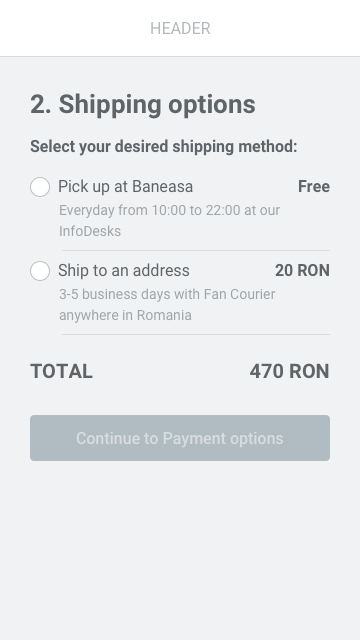 HEADER
2. Shipping options
Select your desired shipping method:
Pick up at Baneasa Free
Everyday from 10:00 to 22:00 at our
InfoDesks
Ship to an address 20 RON
3-5 business days with Fan Courier
anywhere in Romania
TOTAL 470 RON
Continue to Payment options